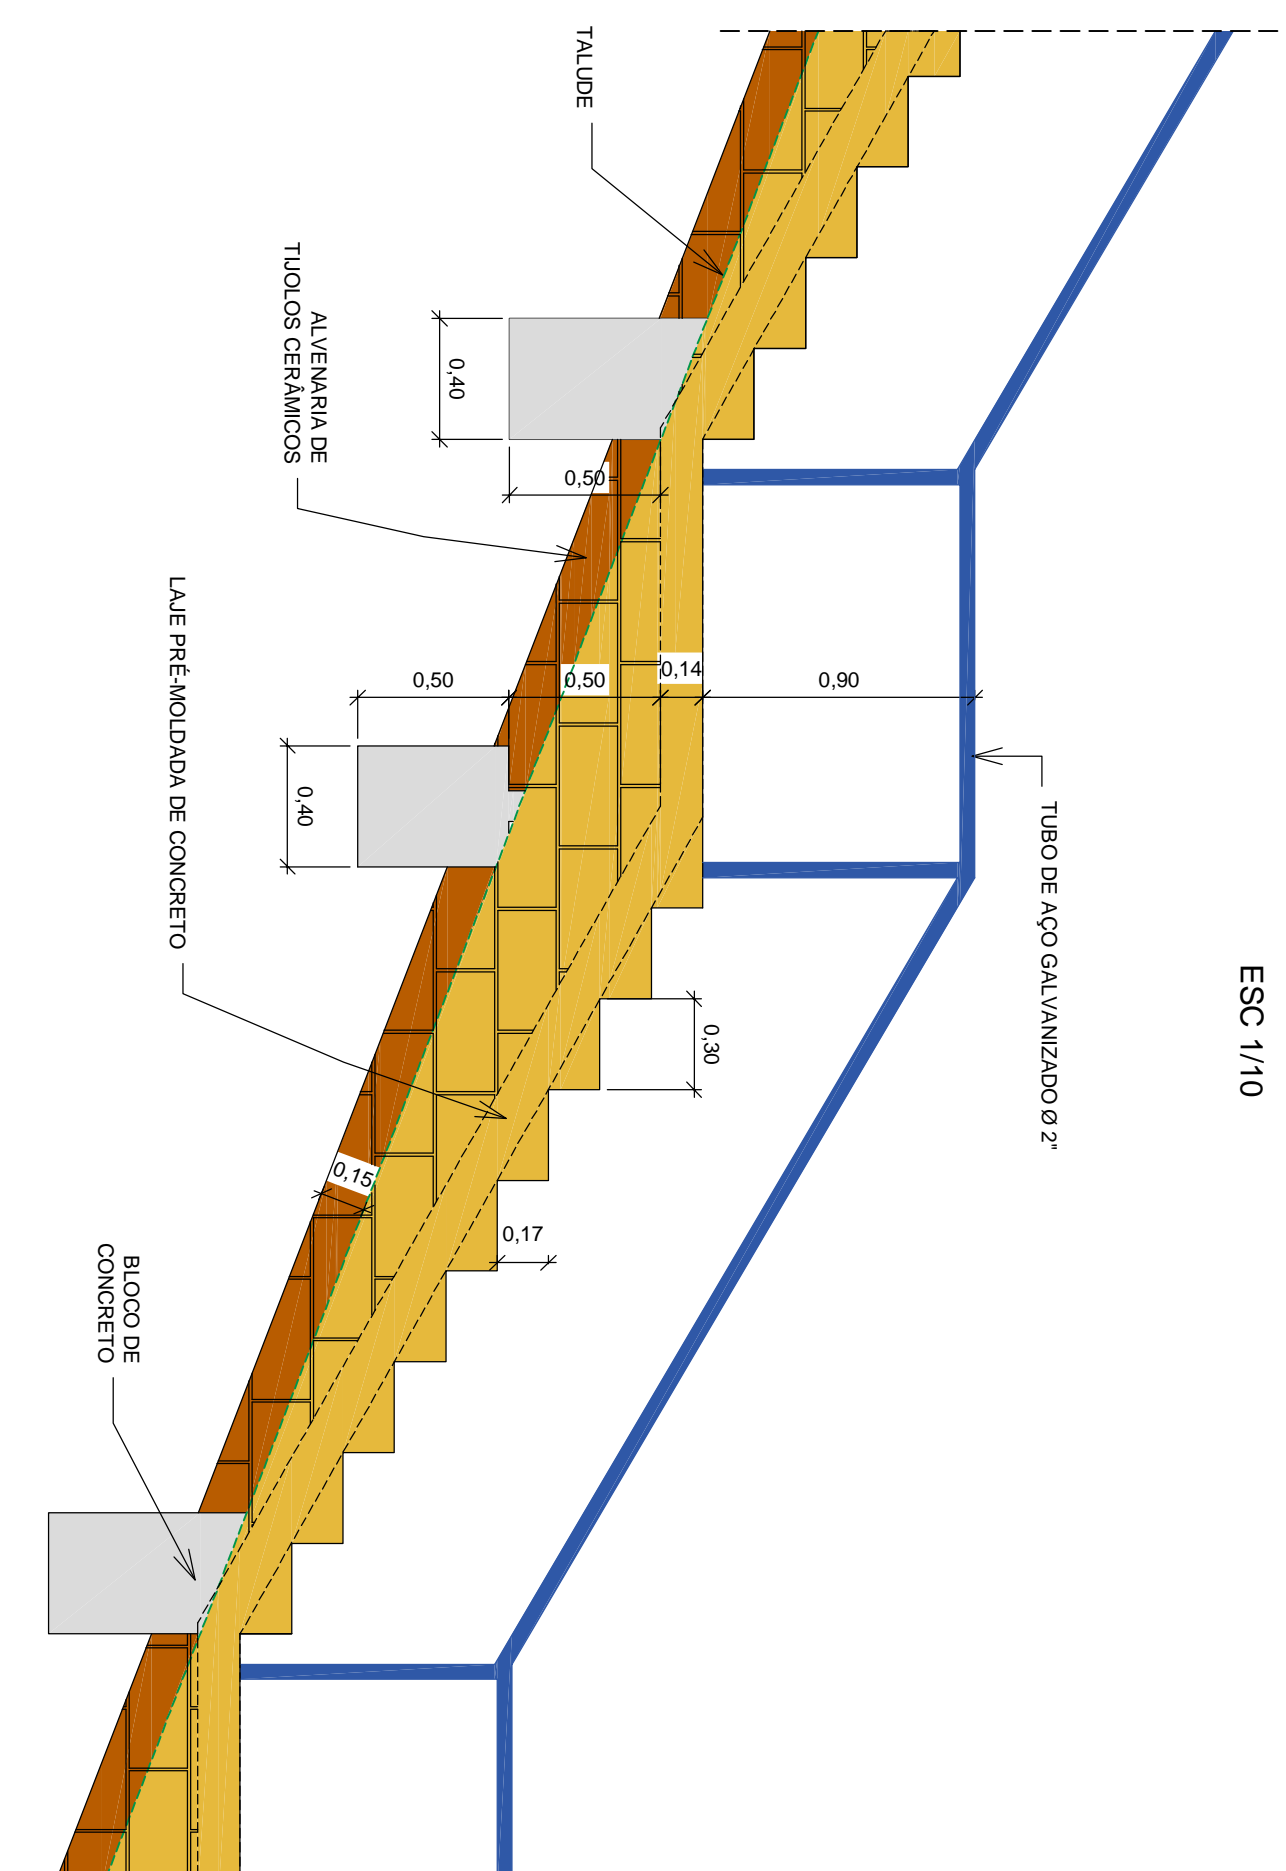 ESC 1/10
TUBO DE AÇO GALVANIZADO Ø 2"
TALUDE
ALVENARIA DE
TIJOLOS CERÂMICOS
LAJE PRÉ-MOLDADA DE CONCRETO
BLOCO DE
CONCRETO
0,40
0,50
0,50
0,50
0,14
0,90
0,40
0,30
0,15
0,17